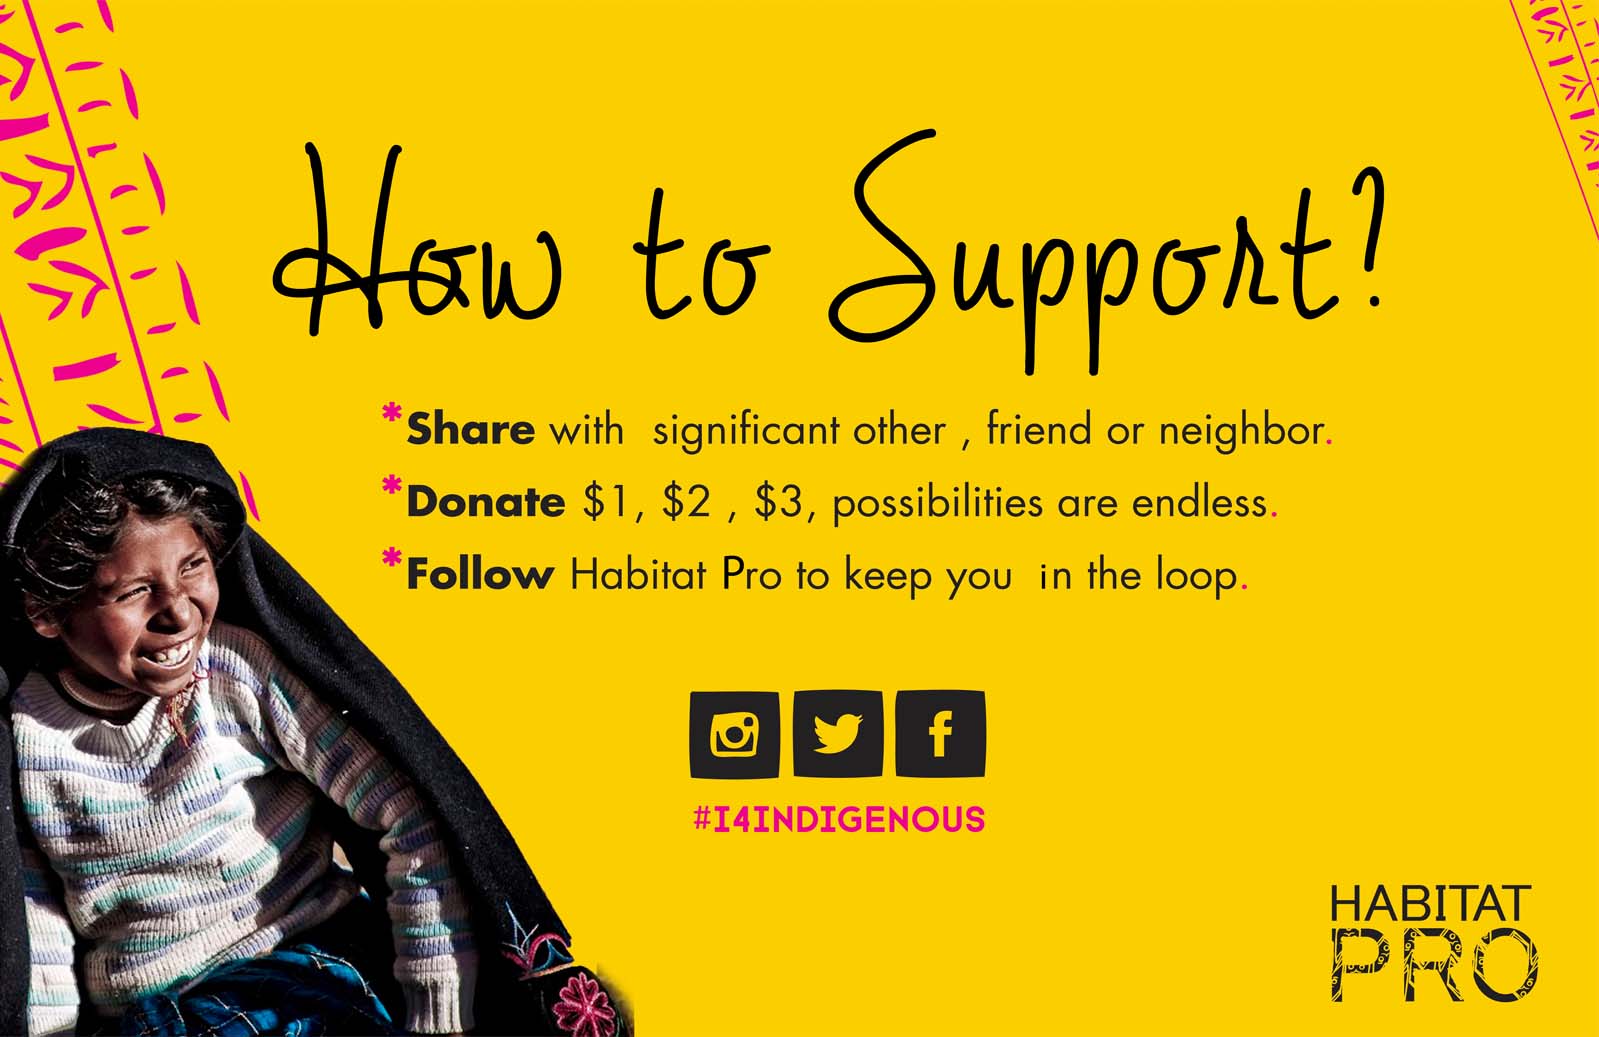 How to Support?
*Share with significant other , friend or neighbor.
*Donate $1, $2 , $3, possibilities are endless.
*Follow Habitat Pro to keep you in the loop.
#I4INDIGENOUS
HABITAT
PRO